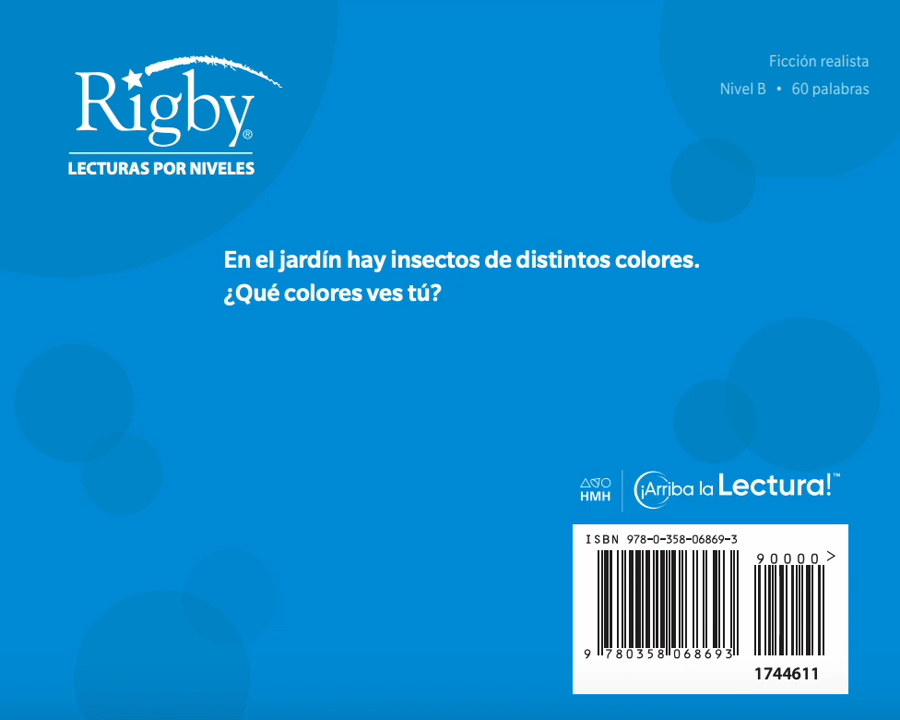 Rigby®
LECTURAS POR NIVELES
Ficción realista
Nivel B • 60 palabras
En el jardín hay insectos de distintos colores.
¿Qué colores ves tú?
HMH
¡Arriba la Lectura!™
ISBN 978-0-358-06869-3
90000>
9 780358 068693
1744611